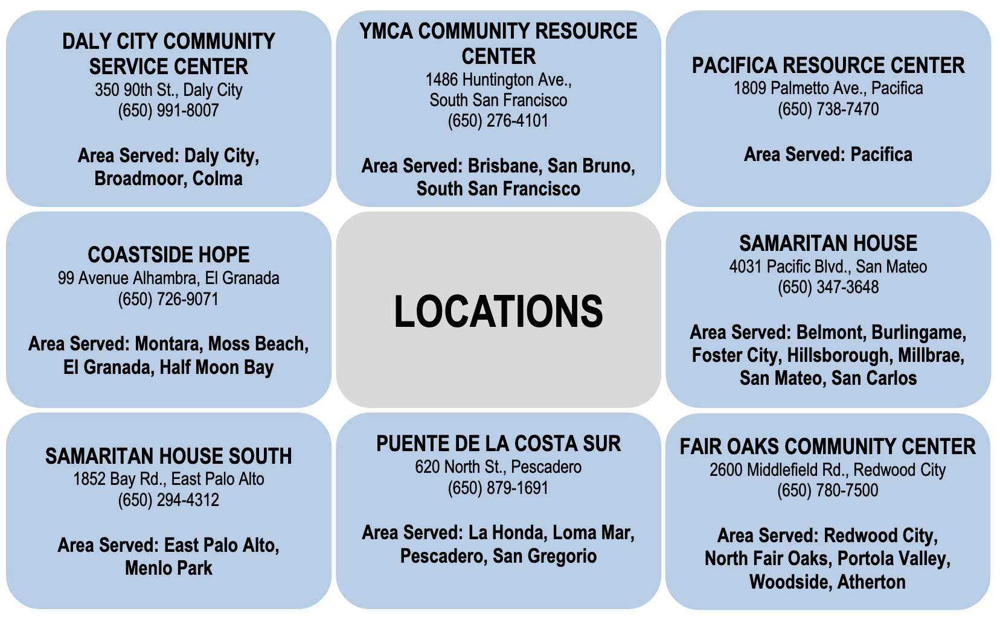 DALY CITY COMMUNITY
SERVICE CENTER
350 90th St., Daly City
(650) 991-8007
Area Served: Daly City,
Broadmoor, Colma
YMCA COMMUNITY RESOURCE
CENTER
1486 Huntington Ave.,
South San Francisco
(650) 276-4101
Area Served: Brisbane, San Bruno,
South San Francisco
PACIFICA RESOURCE CENTER
1809 Palmetto Ave., Pacifica
(650) 738-7470
Area Served: Pacifica
COASTSIDE HOPE
99 Avenue Alhambra, El Granada
(650) 726-9071
Area Served: Montara, Moss Beach,
El Granada, Half Moon Bay
LOCATIONS
SAMARITAN HOUSE
4031 Pacific Blvd., San Mateo
(650) 347-3648
Area Served: Belmont, Burlingame,
Foster City, Hillsborough, Millbrae,
San Mateo, San Carlos
SAMARITAN HOUSE SOUTH
1852 Bay Rd., East Palo Alto
(650) 294-4312
Area Served: East Palo Alto,
Menlo Park
PUENTE DE LA COSTA SUR
620 North St., Pescadero
(650) 879-1691
Area Served: La Honda, Loma Mar,
Pescadero, San Gregorio
FAIR OAKS COMMUNITY CENTER
2600 Middlefield Rd., Redwood City
(650) 780-7500
Area Served: Redwood City,
North Fair Oaks, Portola Valley,
Woodside, Atherton